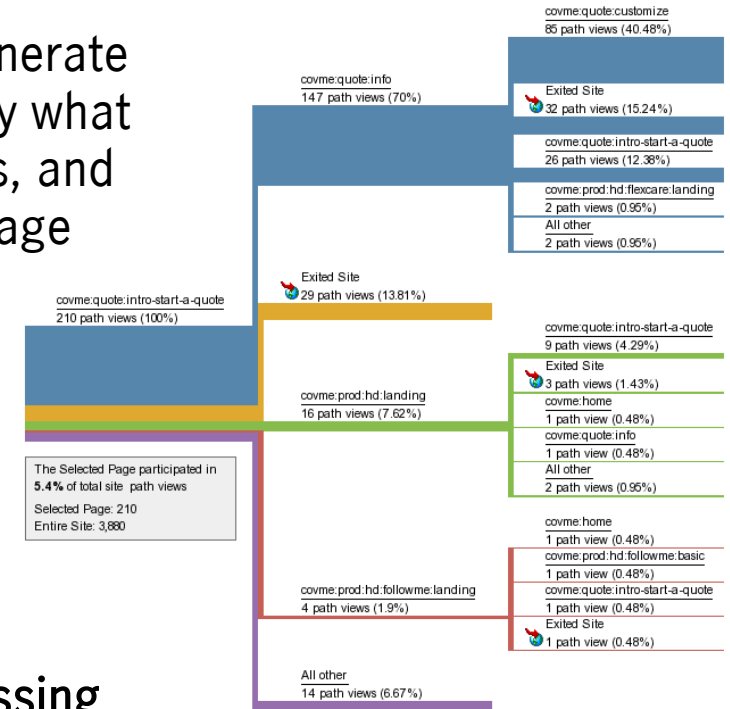 nerate
y what
s, and
age
ssing
covme:quote:intro-start-a-quote
210 path views (100%)
The Selected Page participated in
5.4% of total site path views
Selected Page: 210
Entire Site: 3,880
covme:quote:info
147 path views (70%)
Exited Site
29 path views (13.81%)
covme:prod:hd:landing
16 path views (7.62%)
covme:prod:hd:followme:landing
4 path views (1.9%)
All other
14 path views (6.67%)
covme:quote:customize
85 path views (40.48%)
Exited Site
32 path views (15.24%)
covme:quote:intro-start-a-quote
26 path views (12.38%)
covme:prod:hd:flexcare:landing
2 path views (0.95%)
All other
2 path views (0.95%)
covme:quote:intro-start-a-quote
9 path views (4.29%)
Exited Site
3 path views (1.43%)
covme:home
1 path view (0.48%)
covme:quote:info
1 path view (0.48%)
All other
2 path views (0.95%)
covme:home
1 path view (0.48%)
covme:prod:hd:followme:basic
1 path view (0.48%)
covme:quote:intro-start-a-quote
1 path view (0.48%)
Exited Site
1 path view (0.48%)